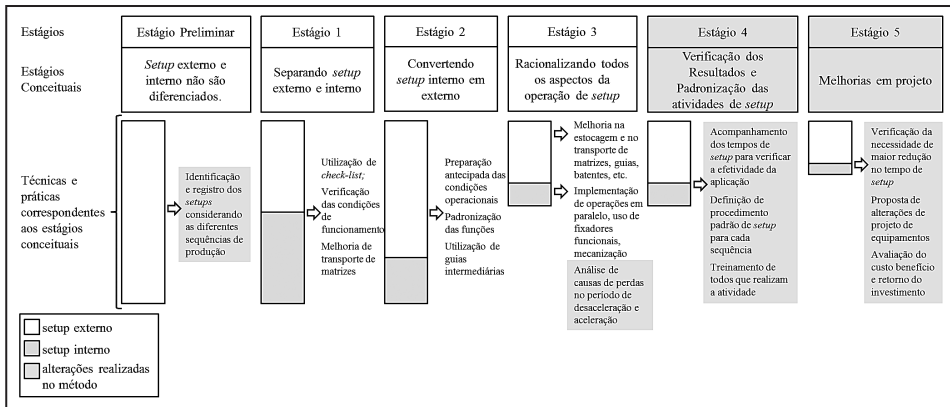 Estágios
Estágio Preliminar
Estágio 1
Estágio 2
Estágio 3
Estágio 4
Estágio 5
Estágios
Conceituais
Setup externo e
interno não são
diferenciados.
Separando setup
externo e interno
Convertendo
setup interno em
externo
Racionalizando todos
os aspectos da
operação de setup
Verificação dos
Resultados e
Padronização das
atividades de setup
Melhorias em projeto
Técnicas e
práticas
correspondentes
aos estágios
conceituais
Identificação
e registro dos
setups
considerando
as diferentes
sequências de
produção
Utilização de
check-list;
Verificação
das condições
de
funcionamento
Melhoria de
transporte de
matrizes
Preparação
antecipada das
condições
operacionais
Padronização
das funções
Utilização de
guias
intermediárias
Melhoria na
estocagem e no
transporte de
matrizes, guias,
batentes, etc.
Implementação
de operações em
paralelo, uso de
fixadores
funcionais,
mecanização
Análise de
causas de perdas
no período de
desaceleração e
aceleração
Acompanhamento
dos tempos de
setup para verificar
a efetividade da
aplicação
Definição de
procedimento
padrão de setup
para cada
sequência
Treinamento de
todos que realizam
a atividade
Verificação da
necessidade de
maior redução
no tempo de
setup
Proposta de
alterações de
projeto de
equipamentos
Avaliação do
custo benefício
e retorno do
investimento
setup externo
setup interno
alterações realizadas
no método